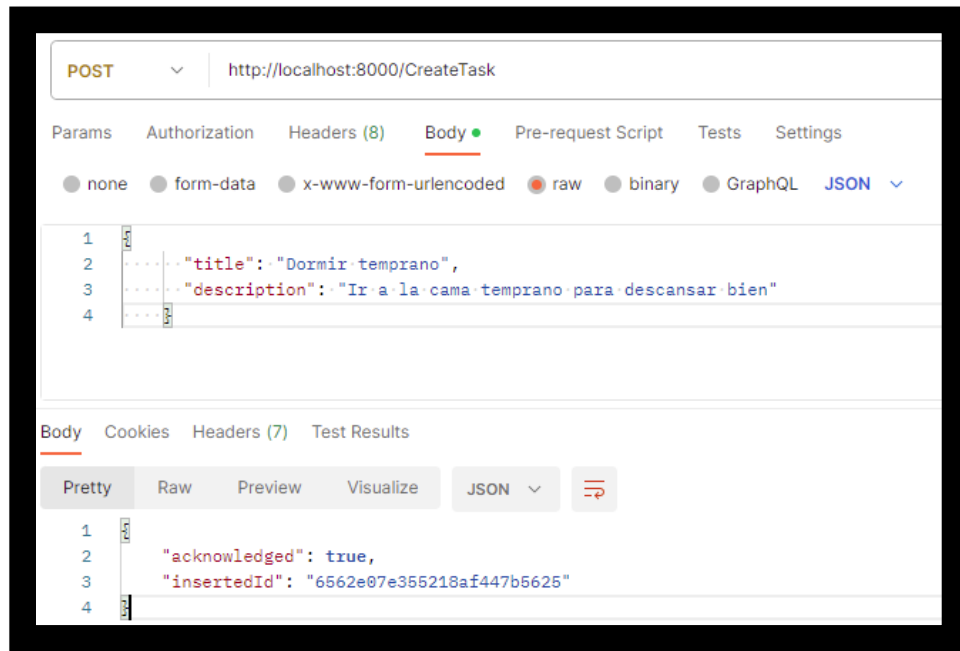 POST http://localhost:8000/CreateTask
Params Authorization Headers (8) Body Pre-request Script Tests Settings
none form-data x-www-form-urlencoded raw binary GraphQL JSON
1 {
2 "title": "Dormir temprano",
3 "description": "Ir a la cama temprano para descansar bien"
4 }
Body Cookies Headers (7) Test Results
Pretty Raw Preview Visualize JSON
1 {
2 "acknowledged": true,
3 "insertedId": "6562e07e355218af447b5625"
4 }